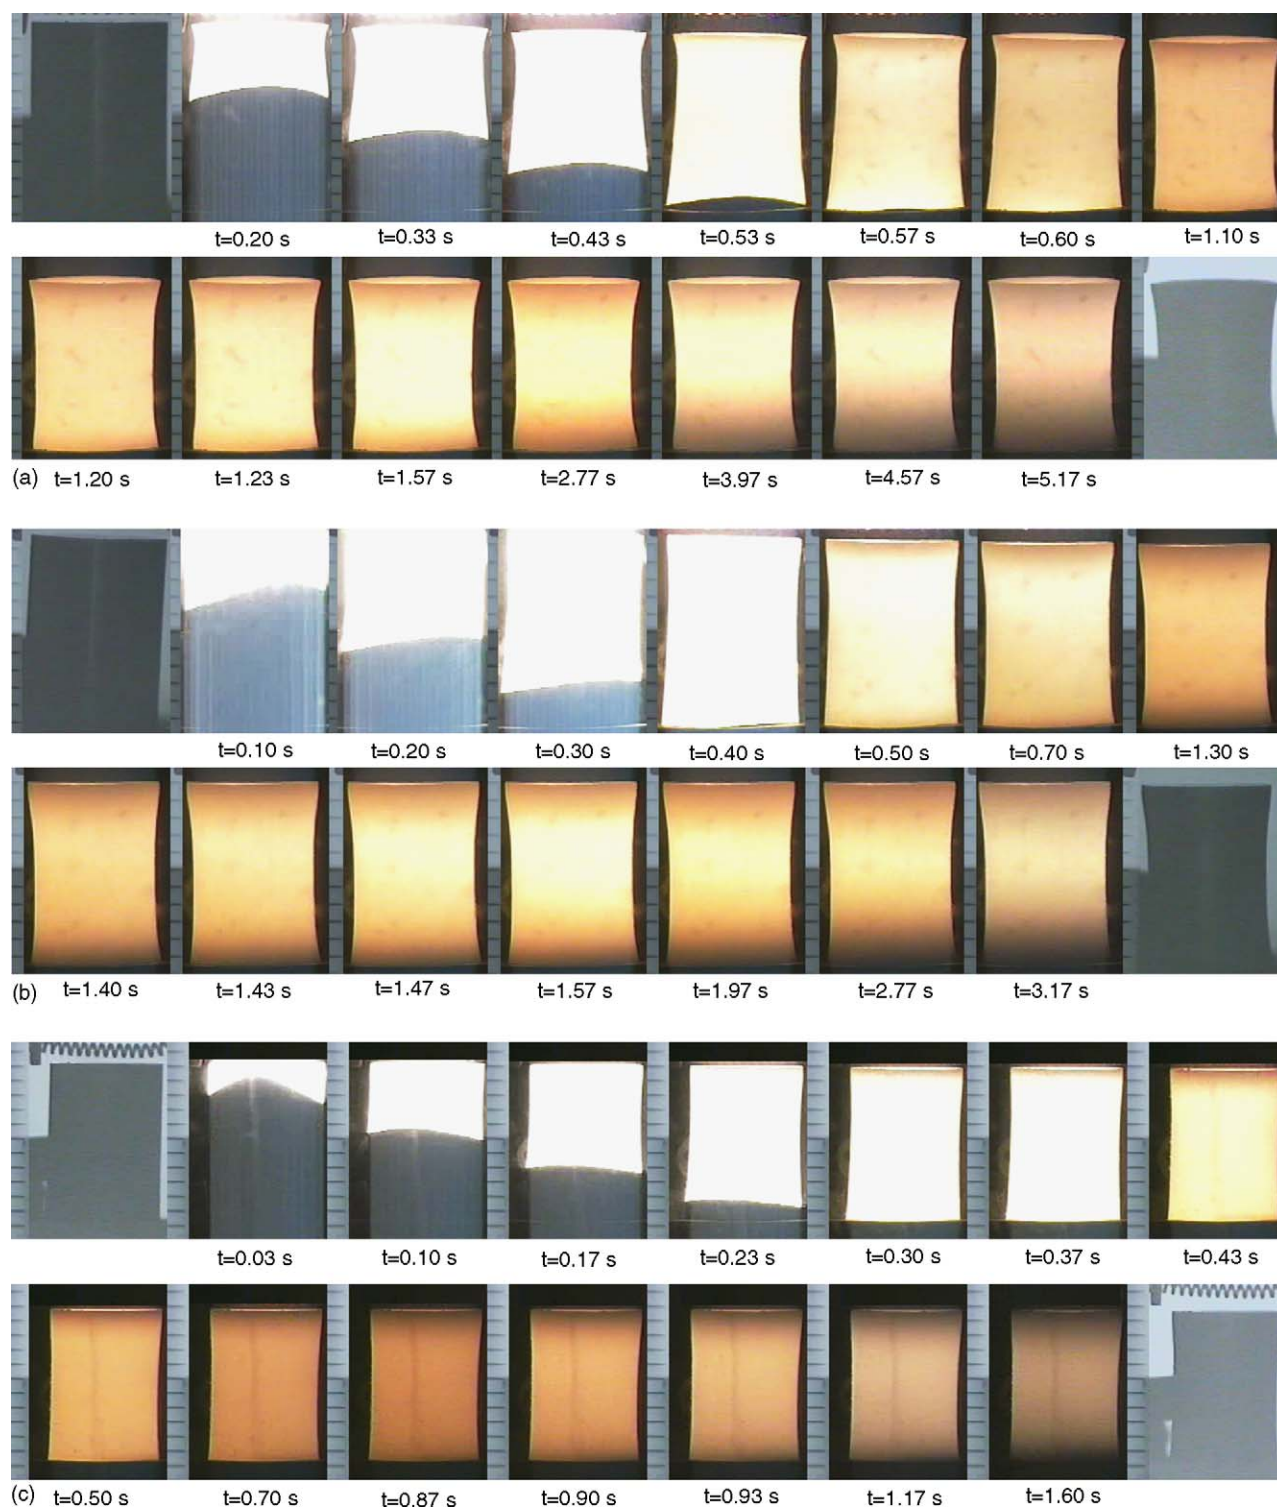 t=0.20 s t=0.33 s t=0.43 s t=0.53 s t=0.57 s t=0.60 s t=1.10 s
(a) t=1.20 s t=1.23 s t=1.57 s t=2.77 s t=3.97 s t=4.57 s t=5.17 s
t=0.10 s t=0.20 s t=0.30 s t=0.40 s t=0.50 s t=0.70 s t=1.30 s
(b) t=1.40 s t=1.43 s t=1.47 s t=1.57 s t=1.97 s t=2.77 s t=3.17 s
t=0.03 s t=0.10 s t=0.17 s t=0.23 s t=0.30 s t=0.37 s t=0.43 s
(c) t=0.50 s t=0.70 s t=0.87 s t=0.90 s t=0.93 s t=1.17 s t=1.60 s